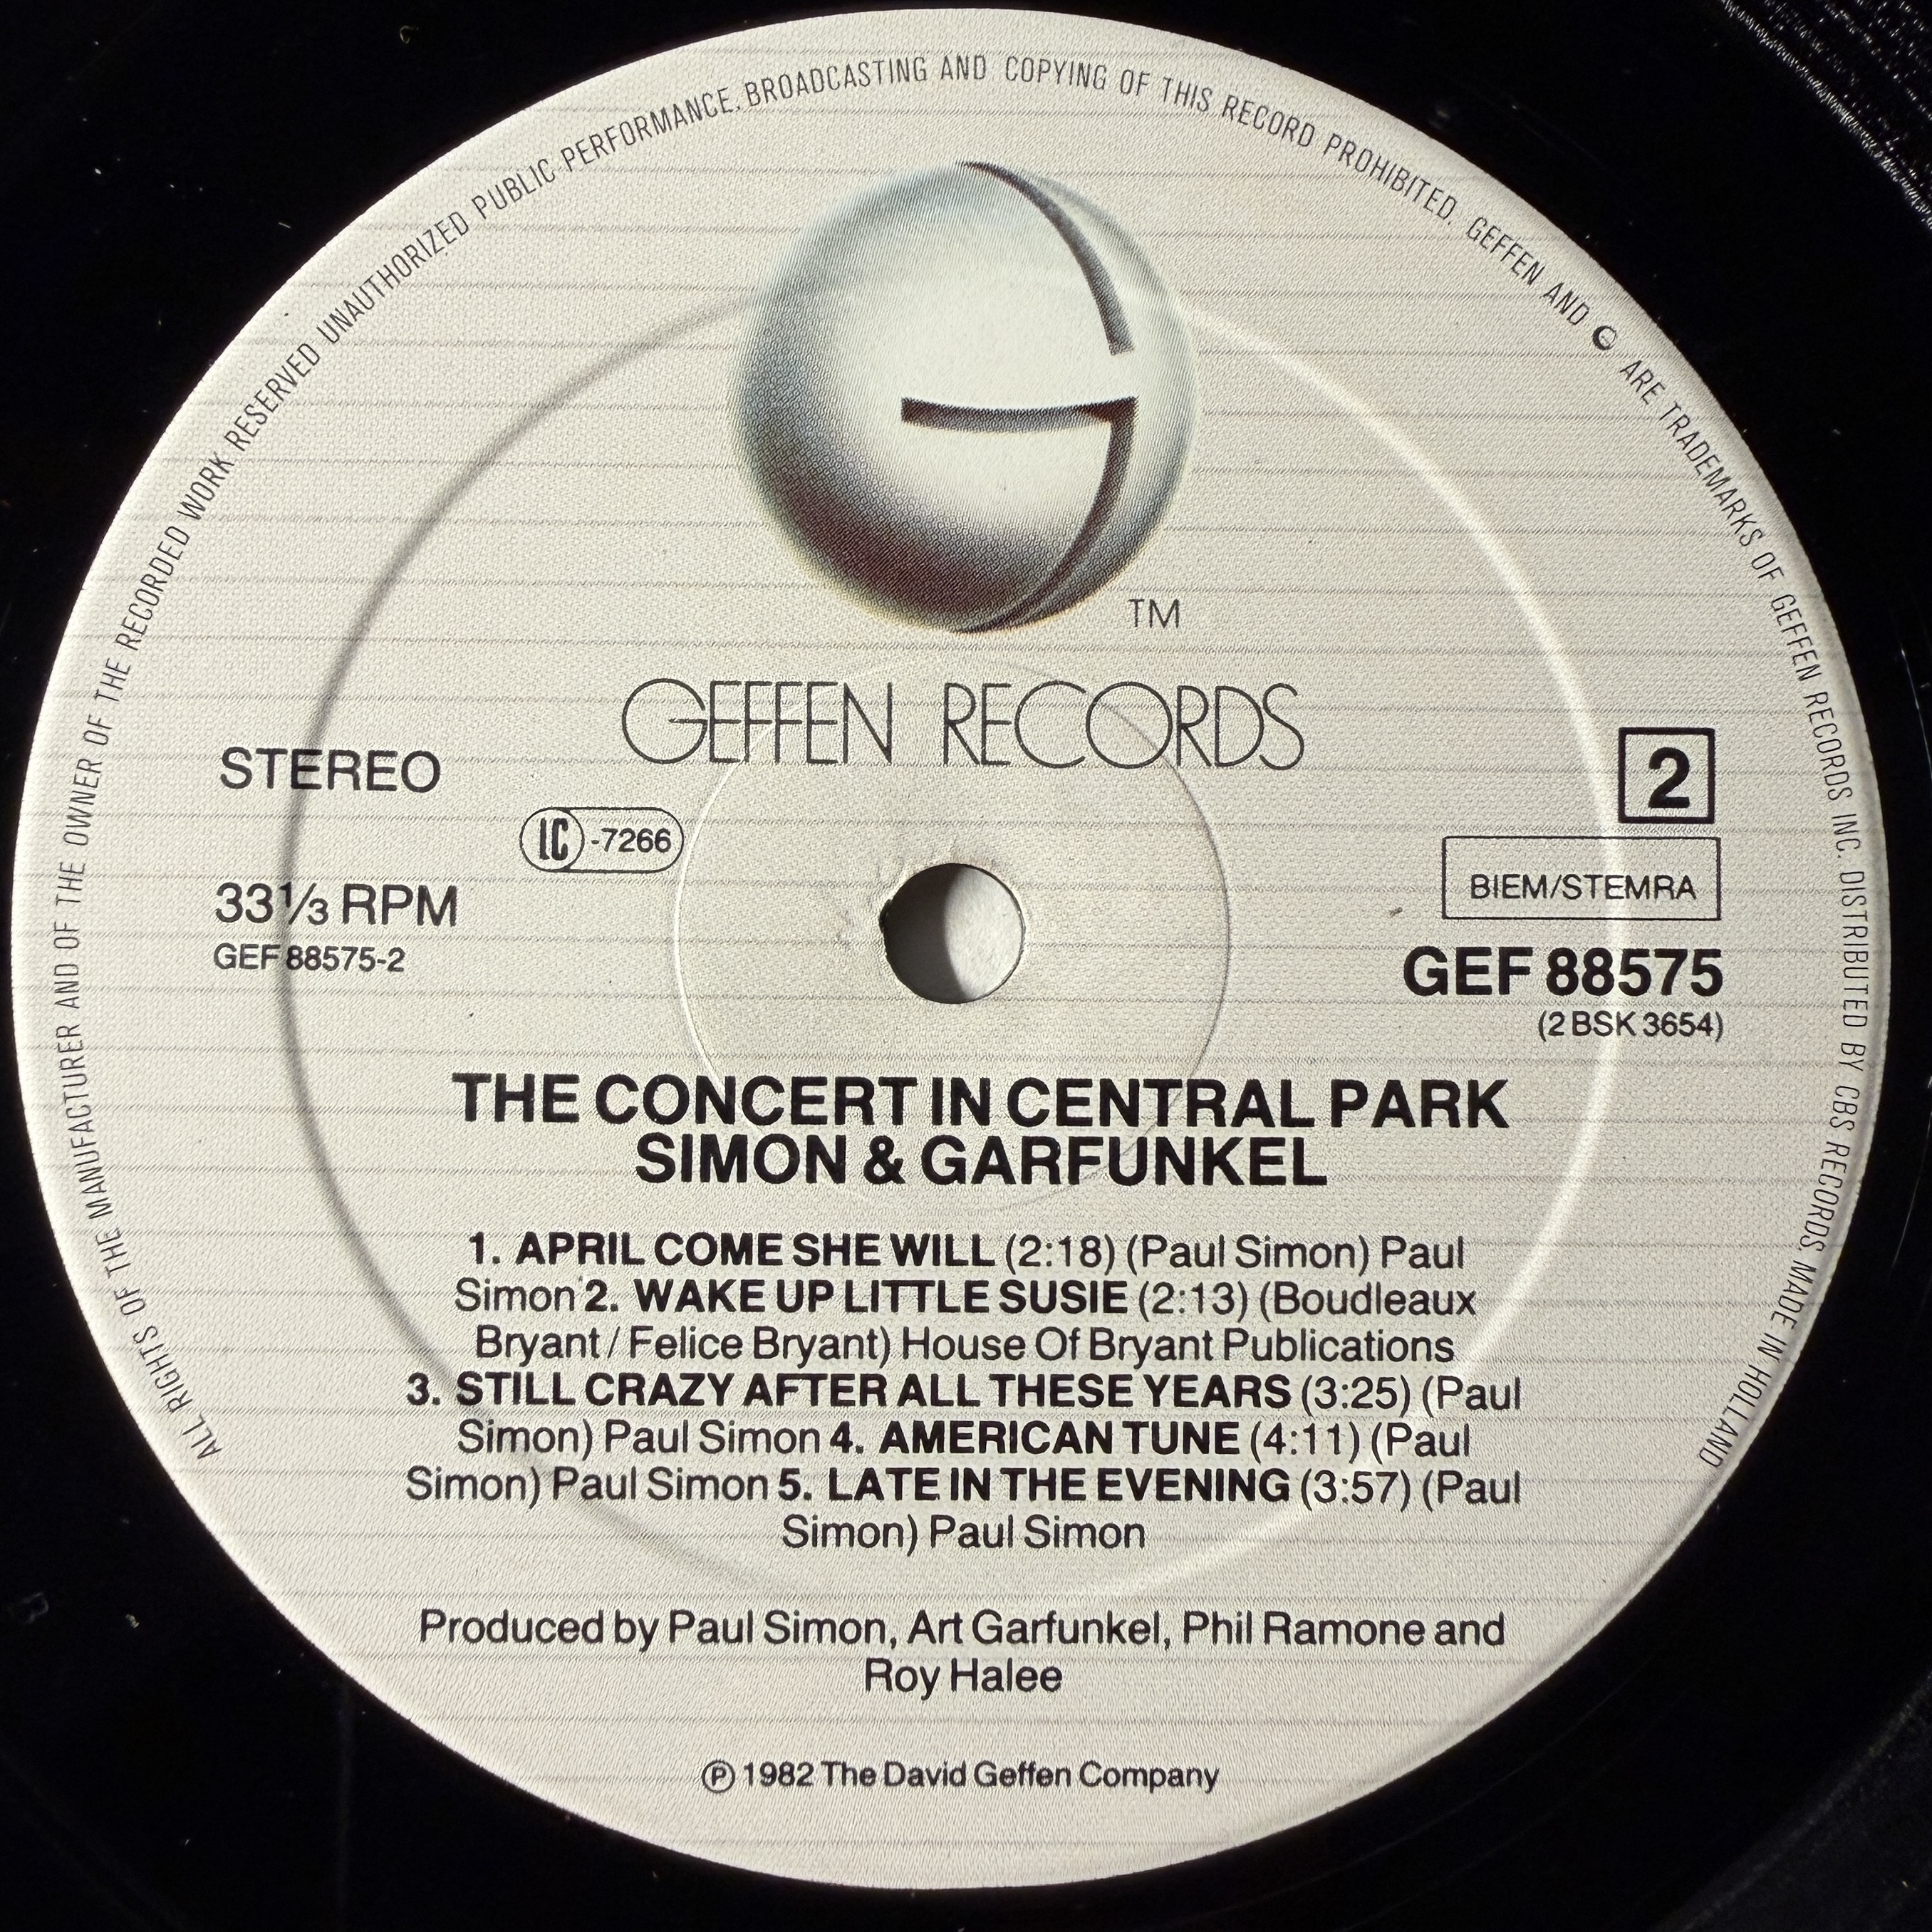 ALL RIGHTS OF THE MANUFACTURER AND OF THE OWNER OF THE RECORDED WORK RESERVED UNAUTHORIZED PUBLIC PERFORMANCE, BROADCASTING AND COPYING OF THIS RECORD PROHIBITED. GEFFEN AND G ARE TRADEMARKS OF GEFFEN RECORDS INC. DISTRIBUTED BY CBS RECORDS. MADE IN HOLLAND
TM
GEFFEN RECORDS
STEREO
2
LC -7266
BIEM/STEMRA
33⅓ RPM
GEF 88575-2
GEF 88575
(2 BSK 3654)
THE CONCERT IN CENTRAL PARK
SIMON & GARFUNKEL
1. APRIL COME SHE WILL (2:18) (Paul Simon) Paul
Simon 2. WAKE UP LITTLE SUSIE (2:13) (Boudleaux
Bryant / Felice Bryant) House Of Bryant Publications
3. STILL CRAZY AFTER ALL THESE YEARS (3:25) (Paul
Simon) Paul Simon 4. AMERICAN TUNE (4:11) (Paul
Simon) Paul Simon 5. LATE IN THE EVENING (3:57) (Paul
Simon) Paul Simon
Produced by Paul Simon, Art Garfunkel, Phil Ramone and
Roy Halee
℗ 1982 The David Geffen Company